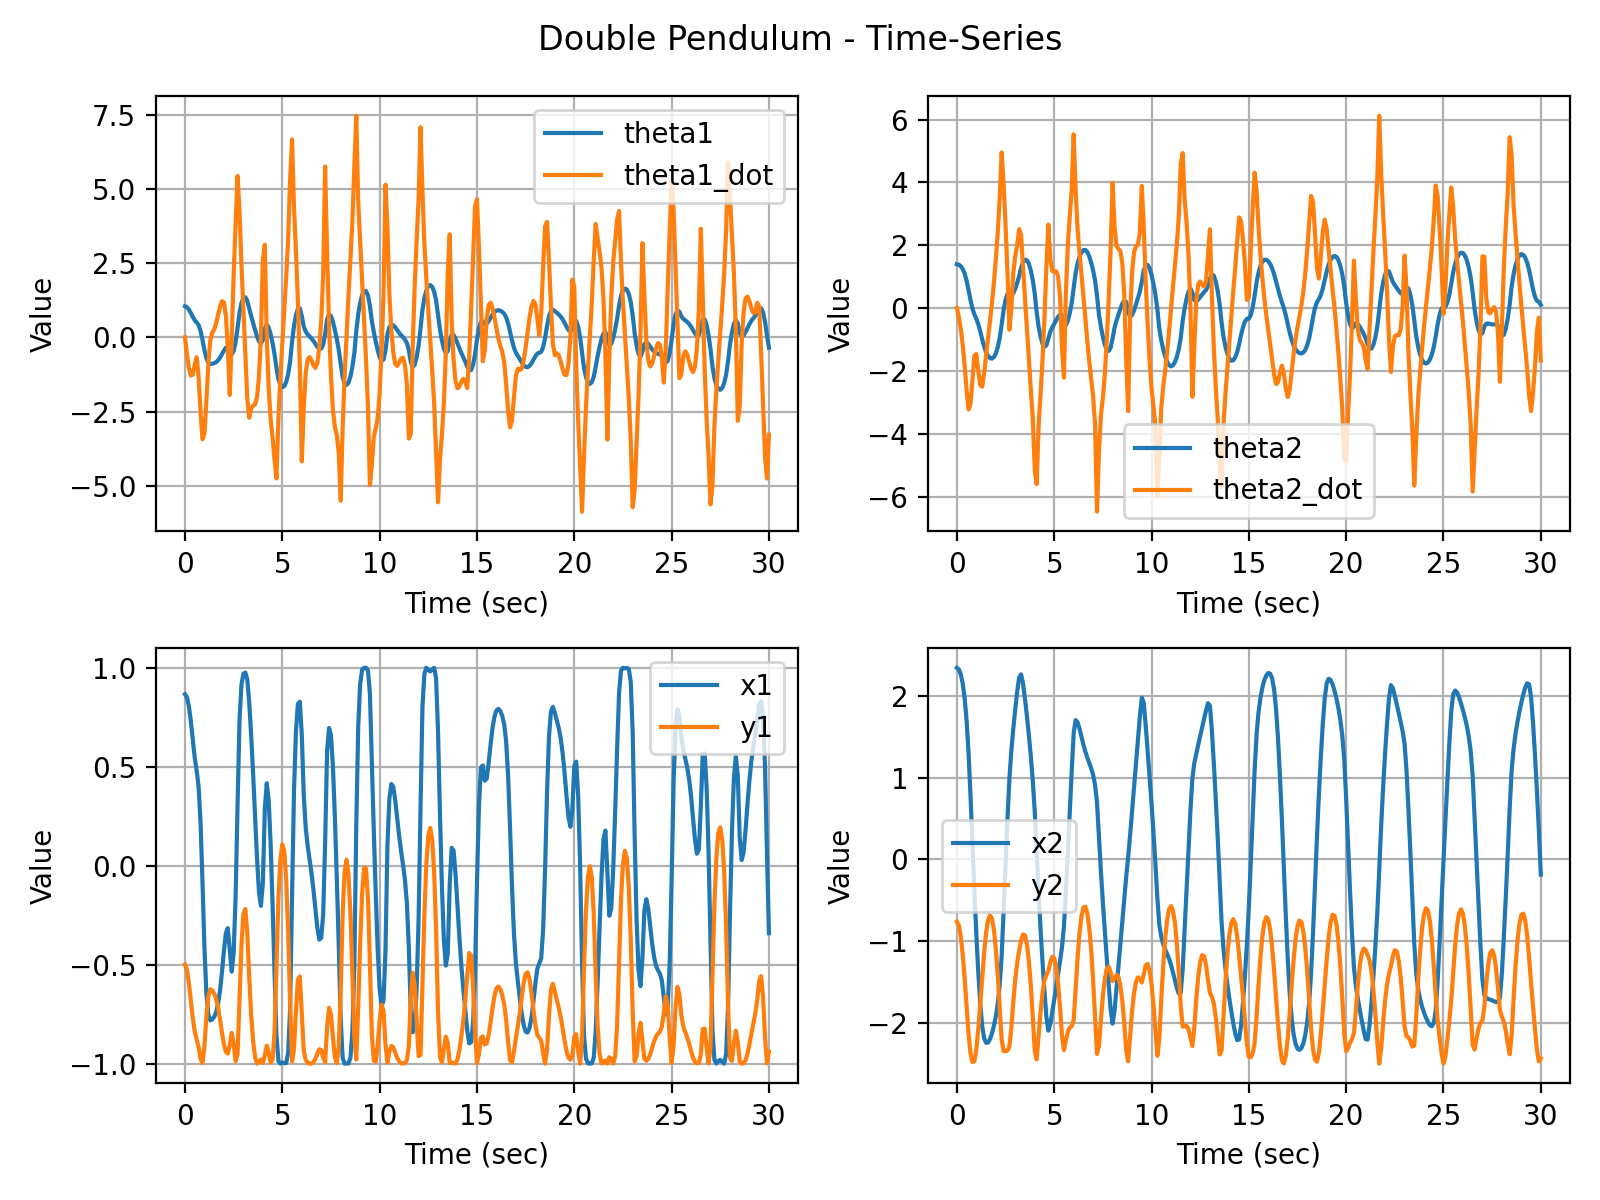 Double Pendulum - Time-Series
7.5
5.0
2.5
0.0
−2.5
−5.0
Value
theta1
theta1_dot
0 5 10 15 20 25 30
Time (sec)
6
4
2
0
−2
−4
−6
Value
theta2
theta2_dot
0 5 10 15 20 25 30
Time (sec)
1.0
0.5
0.0
−0.5
−1.0
Value
x1
y1
0 5 10 15 20 25 30
Time (sec)
2
1
0
−1
−2
Value
x2
y2
0 5 10 15 20 25 30
Time (sec)